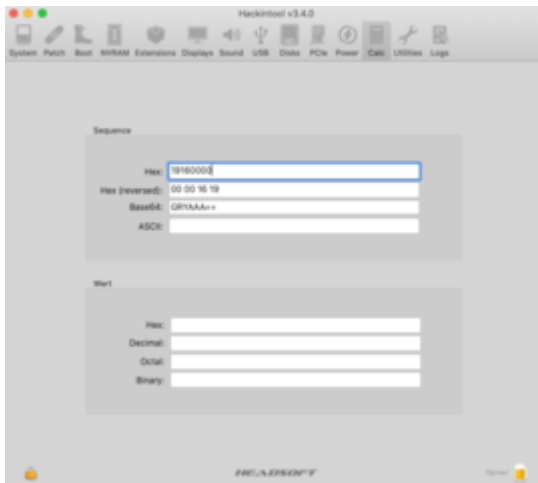 Hackintool v3.4.0
System Patch Boot NVRAM Extensions Displays Sound USB Disks PCIe Power Calc Utilities Logs
Sequence
Hex: 19160000
Hex (reversed): 00 00 16 19
Base64: GRYAAA==
ASCII:
Wert
Hex:
Decimal:
Octal:
Binary:
HEADSOFT